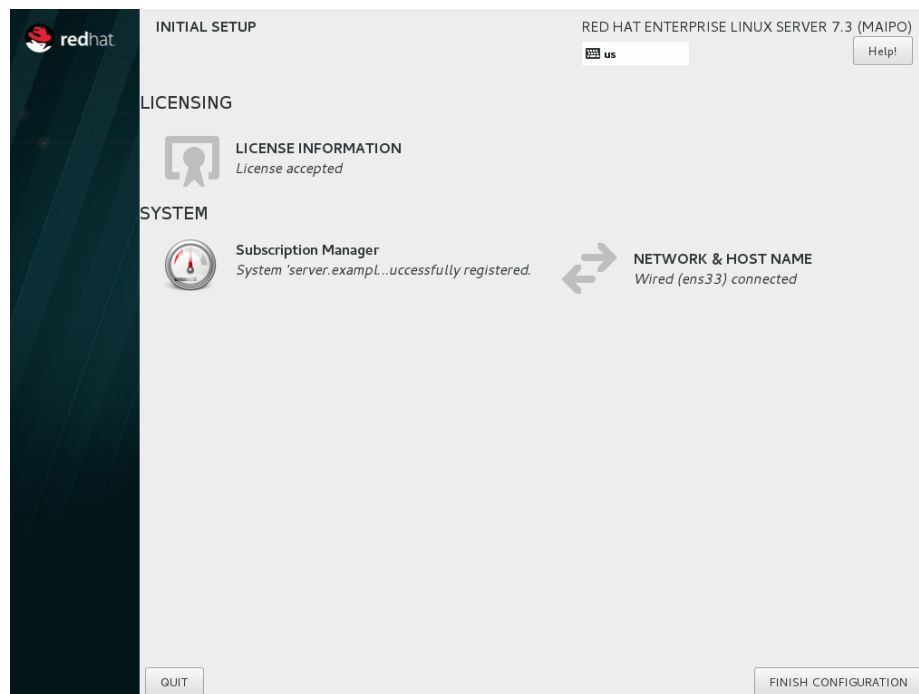 redhat
INITIAL SETUP
RED HAT ENTERPRISE LINUX SERVER 7.3 (MAIPO)
us
Help!
LICENSING
LICENSE INFORMATION
License accepted
SYSTEM
Subscription Manager
System 'server.exampl...uccessfully registered.
NETWORK & HOST NAME
Wired (ens33) connected
QUIT
FINISH CONFIGURATION